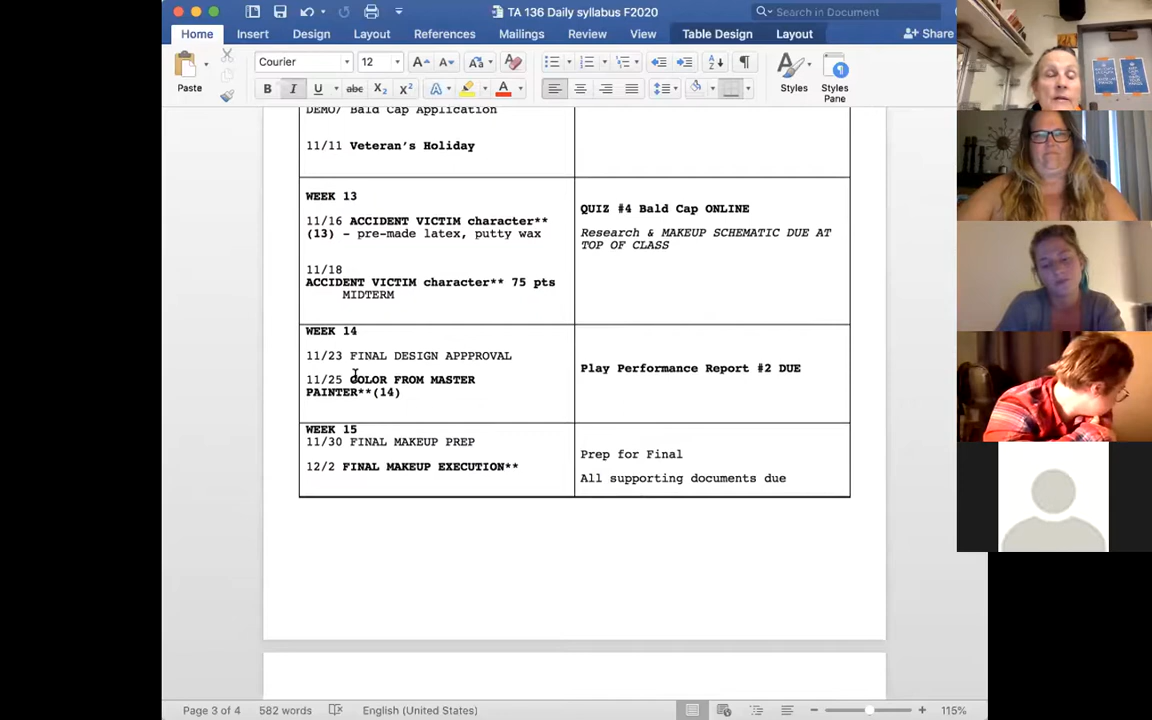 TA 136 Daily syllabus F2020
Search in Document
Home Insert Design Layout References Mailings Review View Table Design Layout Share
Paste Courier 12 Styles Styles Pane
DEMO/ Bald Cap Application
11/11 Veteran's Holiday
WEEK 13
11/16 ACCIDENT VICTIM character**
(13) – pre-made latex, putty wax
11/18
ACCIDENT VICTIM character** 75 pts
MIDTERM
QUIZ #4 Bald Cap ONLINE
Research & MAKEUP SCHEMATIC DUE AT
TOP OF CLASS
WEEK 14
11/23 FINAL DESIGN APPPROVAL
11/25 COLOR FROM MASTER
PAINTER**(14)
Play Performance Report #2 DUE
WEEK 15
11/30 FINAL MAKEUP PREP
12/2 FINAL MAKEUP EXECUTION**
Prep for Final
All supporting documents due
Page 3 of 4 582 words English (United States) 115%